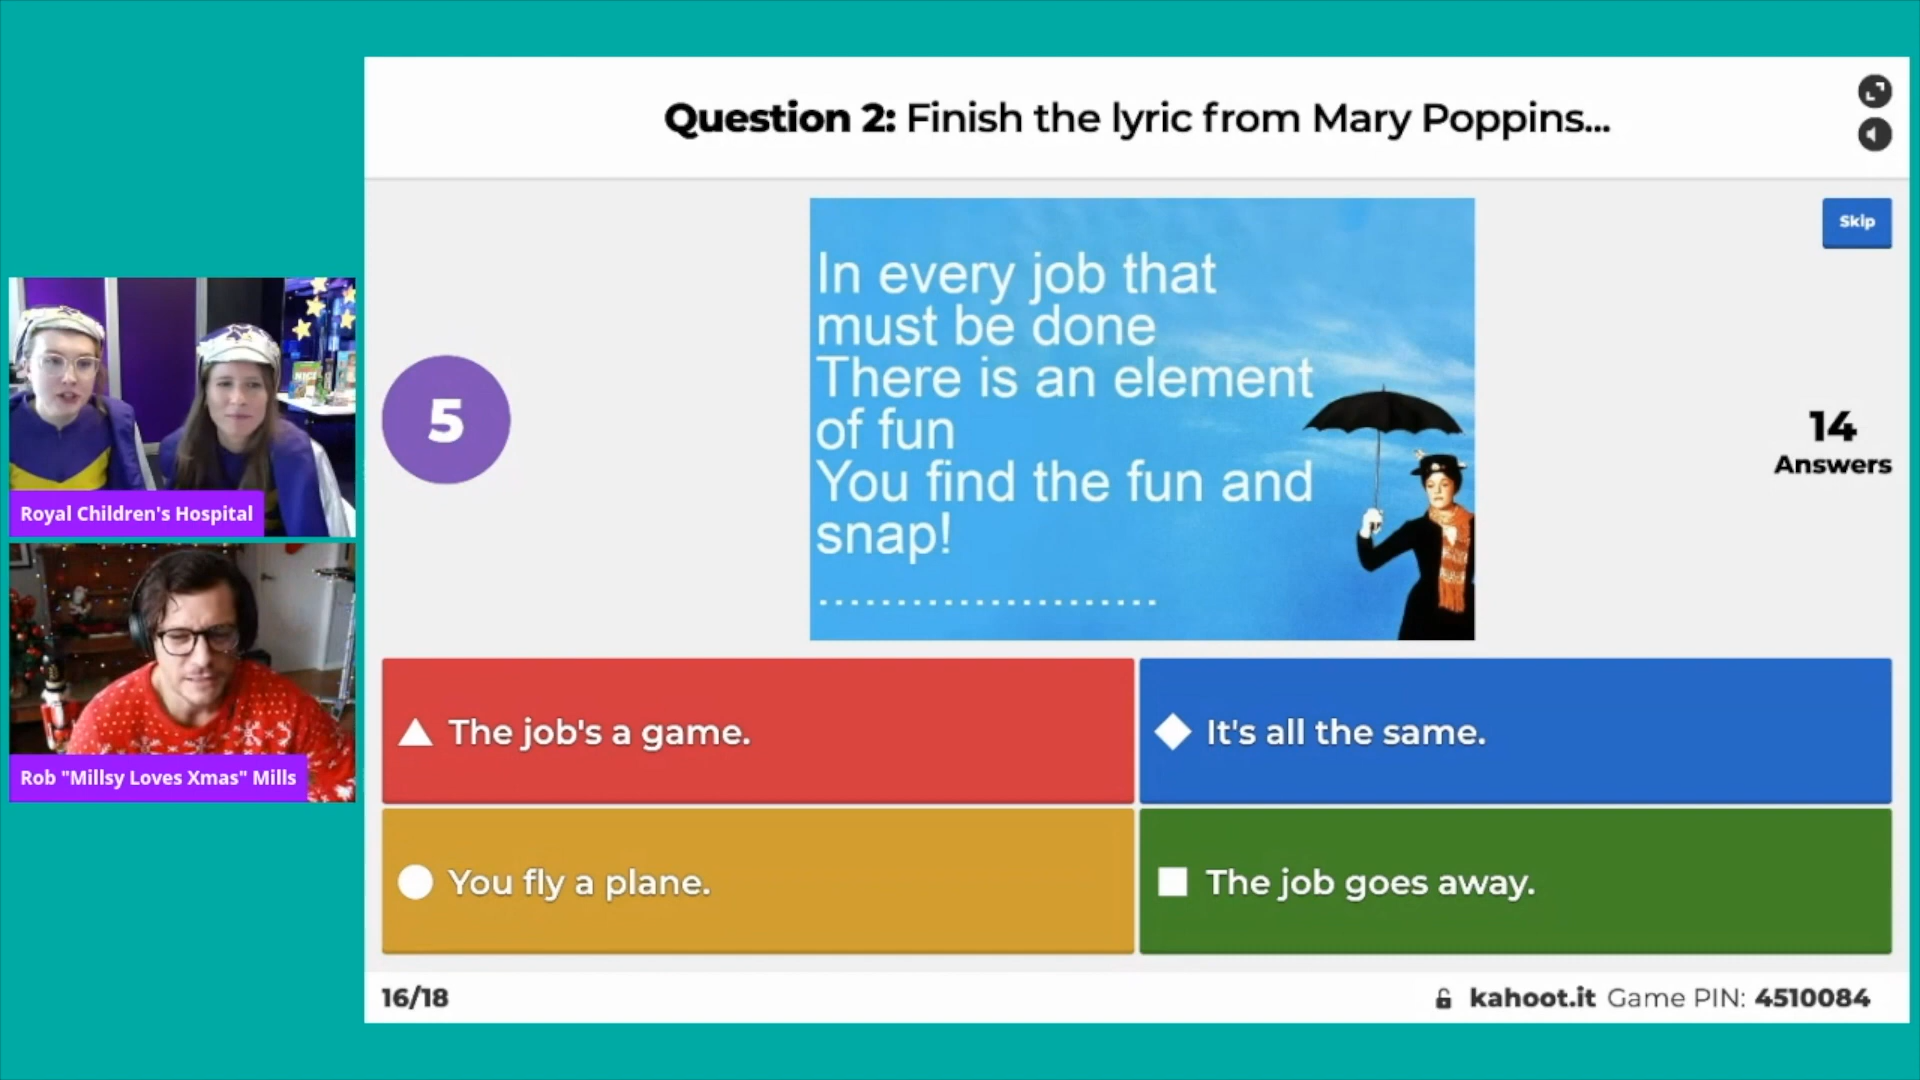 Question 2: Finish the lyric from Mary Poppins...
Skip
In every job that
must be done
There is an element
of fun
You find the fun and
snap!
......................
5
14
Answers
Royal Children's Hospital
Rob "Millsy Loves Xmas" Mills
The job's a game.
It's all the same.
You fly a plane.
The job goes away.
16/18
kahoot.it Game PIN: 4510084